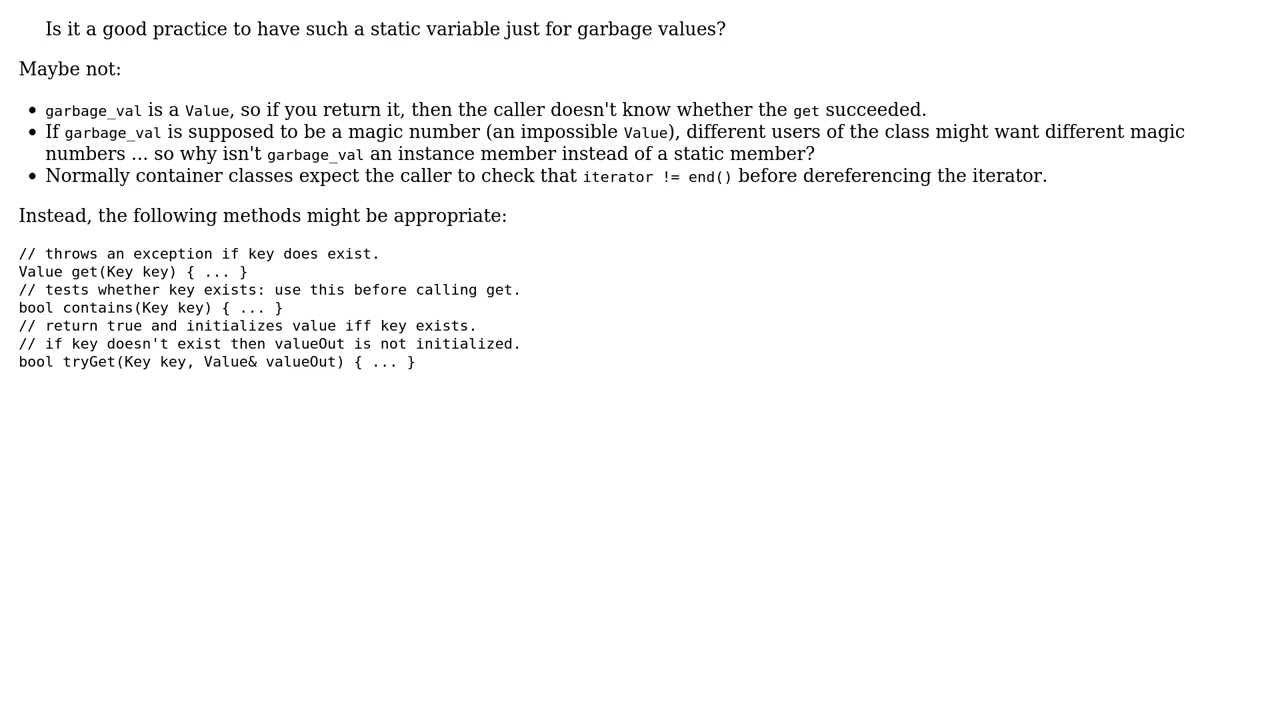 Is it a good practice to have such a static variable just for garbage values?
Maybe not:
• garbage_val is a Value, so if you return it, then the caller doesn't know whether the get succeeded.
• If garbage_val is supposed to be a magic number (an impossible Value), different users of the class might want different magic
numbers ... so why isn't garbage_val an instance member instead of a static member?
• Normally container classes expect the caller to check that iterator != end() before dereferencing the iterator.
Instead, the following methods might be appropriate:
// throws an exception if key does exist.
Value get(Key key) { ... }
// tests whether key exists: use this before calling get.
bool contains(Key key) { ... }
// return true and initializes value iff key exists.
// if key doesn't exist then valueOut is not initialized.
bool tryGet(Key key, Value& valueOut) { ... }